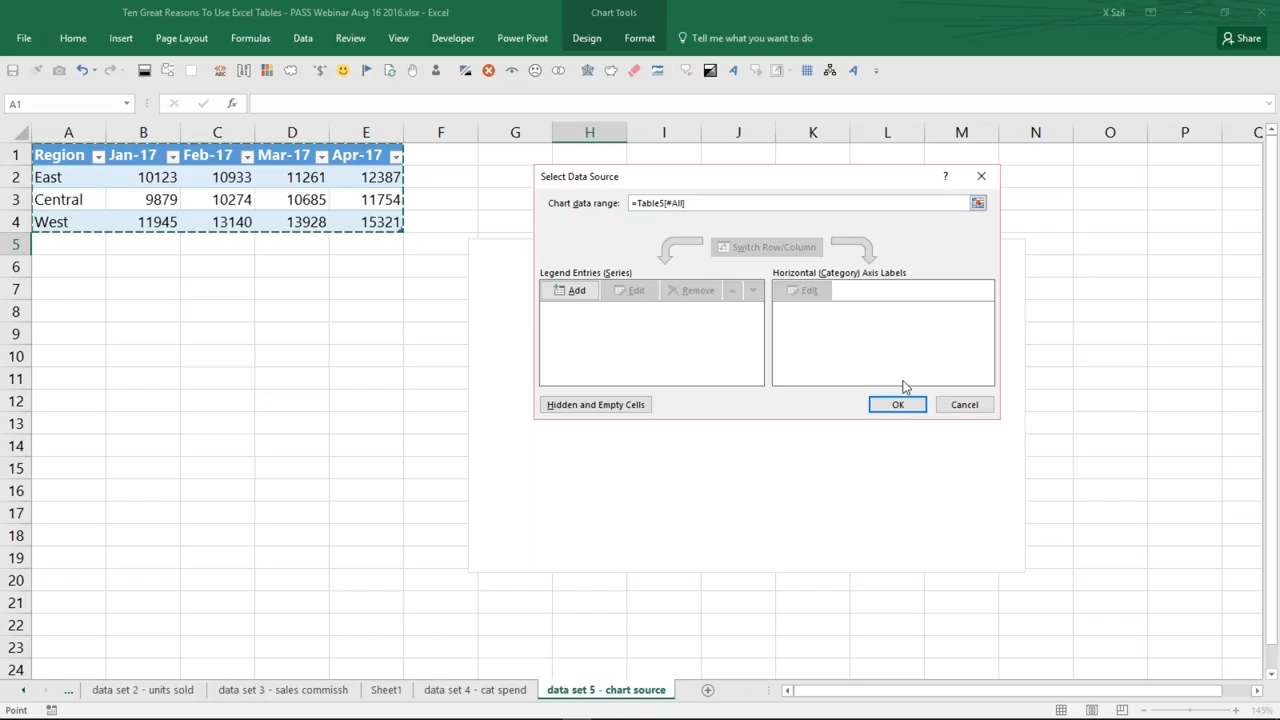 Ten Great Reasons To Use Excel Tables - PASS Webinar Aug 16 2016.xlsx - Excel
Chart Tools
X Szil
File Home Insert Page Layout Formulas Data Review View Developer Power Pivot Design Format Tell me what you want to do Share
A1
fx
A B C D E F G H I J K L M N O P C
1 Region Jan-17 Feb-17 Mar-17 Apr-17
2 East 10123 10933 11261 12387
3 Central 9879 10274 10685 11754
4 West 11945 13140 13928 15321
5
6
7
8
9
10
11
12
13
14
15
16
17
18
19
20
21
22
23
24
Select Data Source ?
Chart data range: =Table5[#All]
Switch Row/Column
Legend Entries (Series) Horizontal (Category) Axis Labels
Add Edit Remove Edit
Hidden and Empty Cells OK Cancel
... data set 2 - units sold data set 3 - sales commissh Sheet1 data set 4 - cat spend data set 5 - chart source
Point 145%